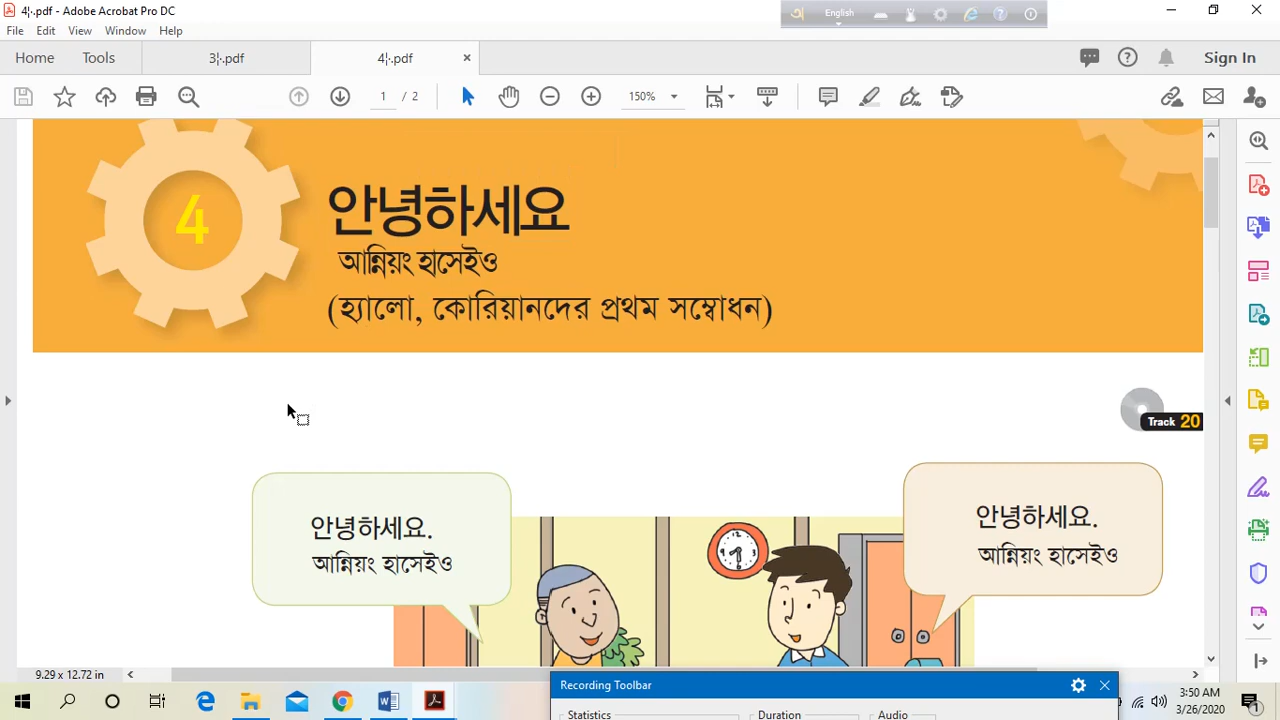 4¦·.pdf - Adobe Acrobat Pro DC
English
File Edit View Window Help
Home Tools 3¦·.pdf 4¦·.pdf Sign In
1 / 2 150%
4
안녕하세요
আন্নিয়ং হাসেইও
(হ্যালো, কোরিয়ানদের প্রথম সম্বোধন)
Track 20
안녕하세요.
আন্নিয়ং হাসেইও
안녕하세요.
আন্নিয়ং হাসেইও
9.29 x 12.72 in
Recording Toolbar
Statistics Duration Audio
3:50 AM
3/26/2020